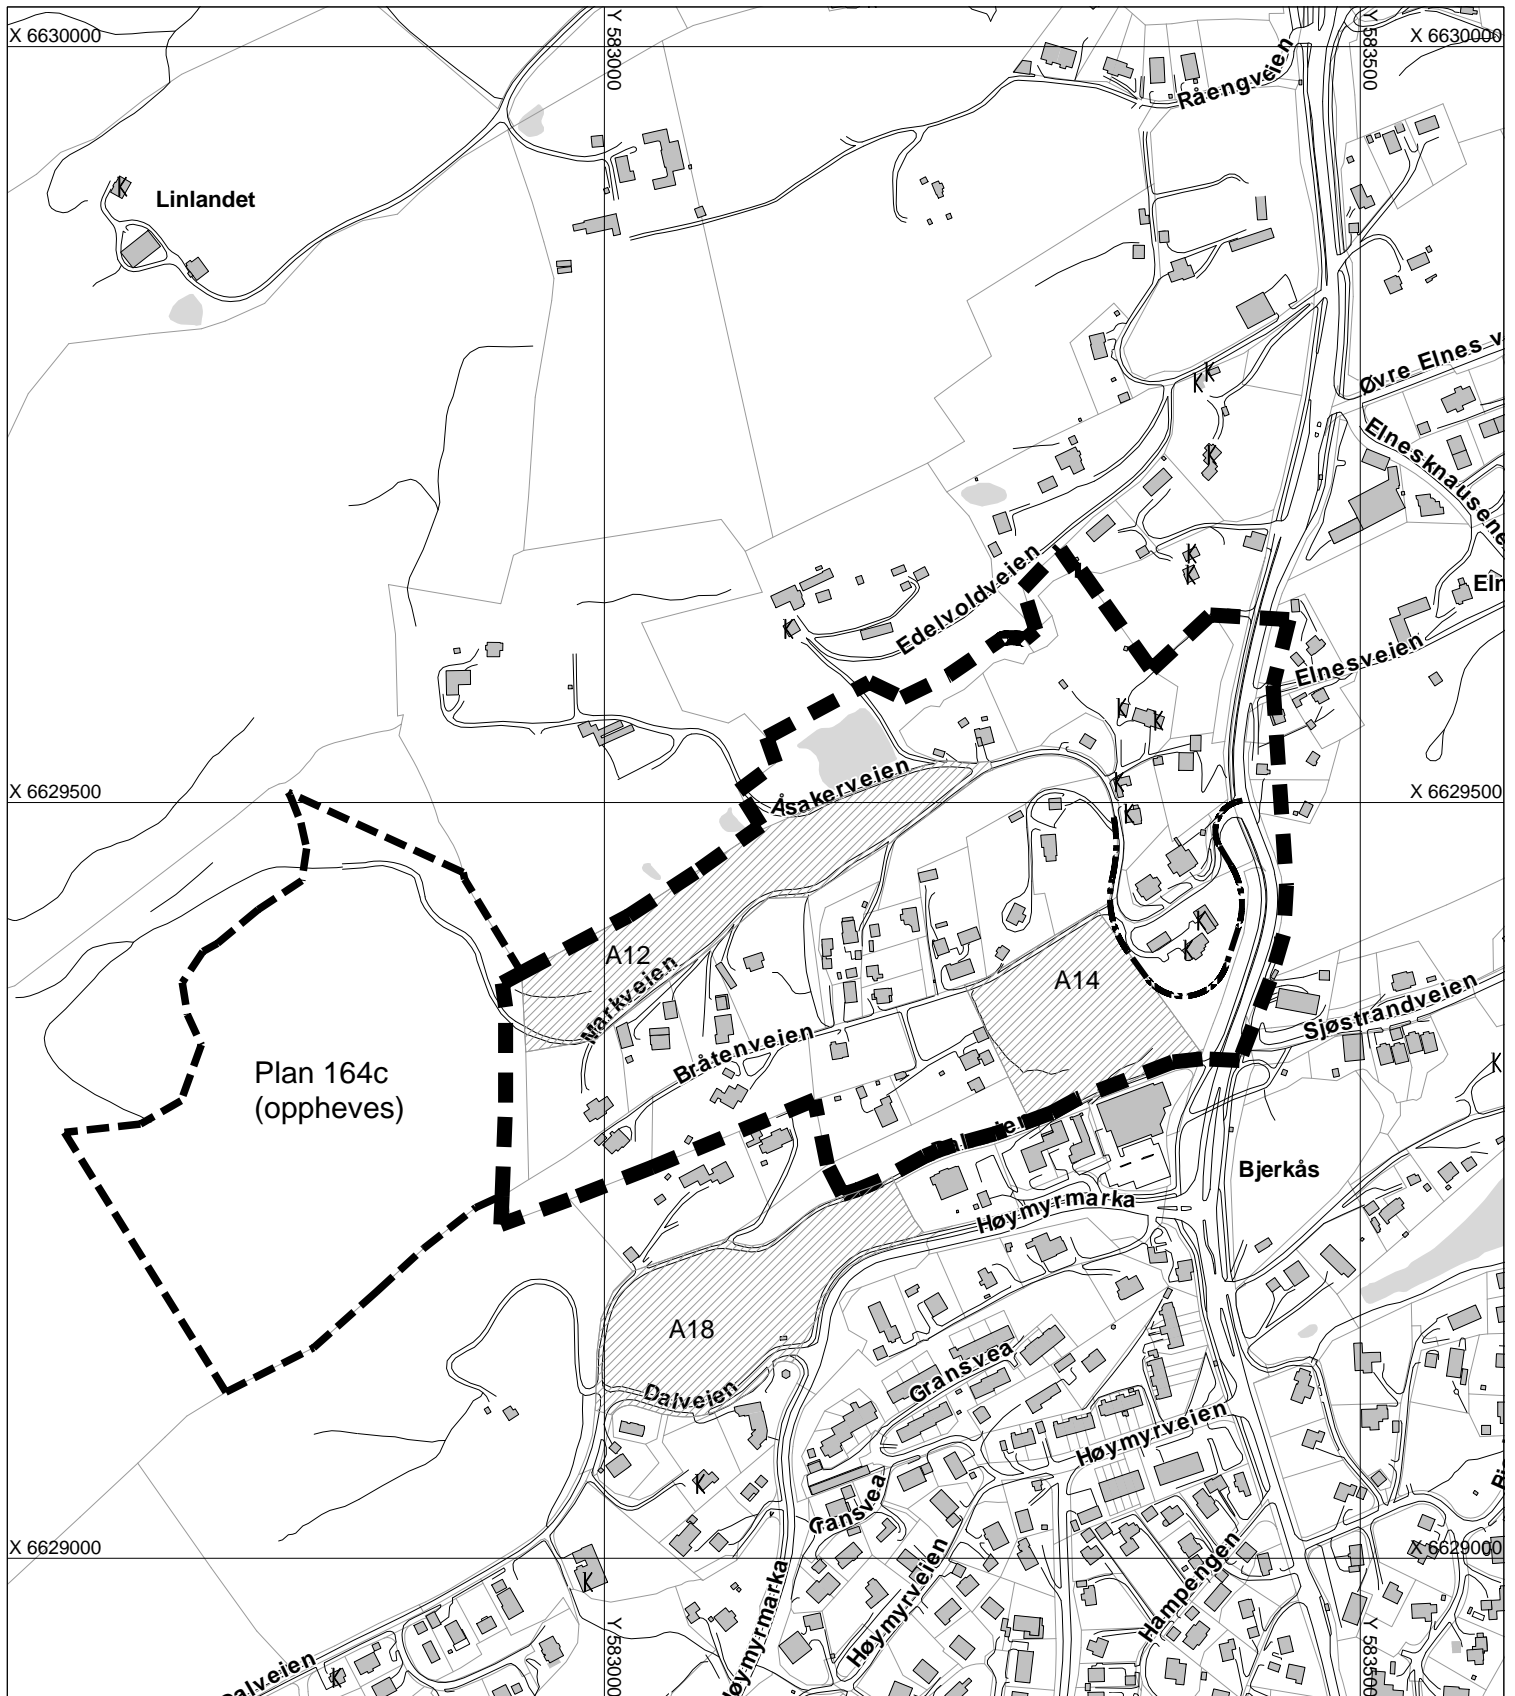 X 6630000
Y 583000
Y 583500
X 6630000
Råengveien
K
Linlandet
Øvre Elnes v
K
K
Elnesknausene
K
K
K
Eln
Edelvoldveien
K
Elnesveien
K
K
X 6629500
Åsakerveien
K
K
X 6629500
K
K
A12
A14
Markveien
Sjøstrandveien
Bråtenveien
K
Plan 164c
(oppheves)
Bjerkås
Høymyrmarka
A18
Gransvea
Dalveien
Høymyrveien
K
Gransvea
X 6629000
X 6629000
K
Høymyrmarka
Høymyrveien
Hampengen
Y 583000
Y 583500
Dalveien
K